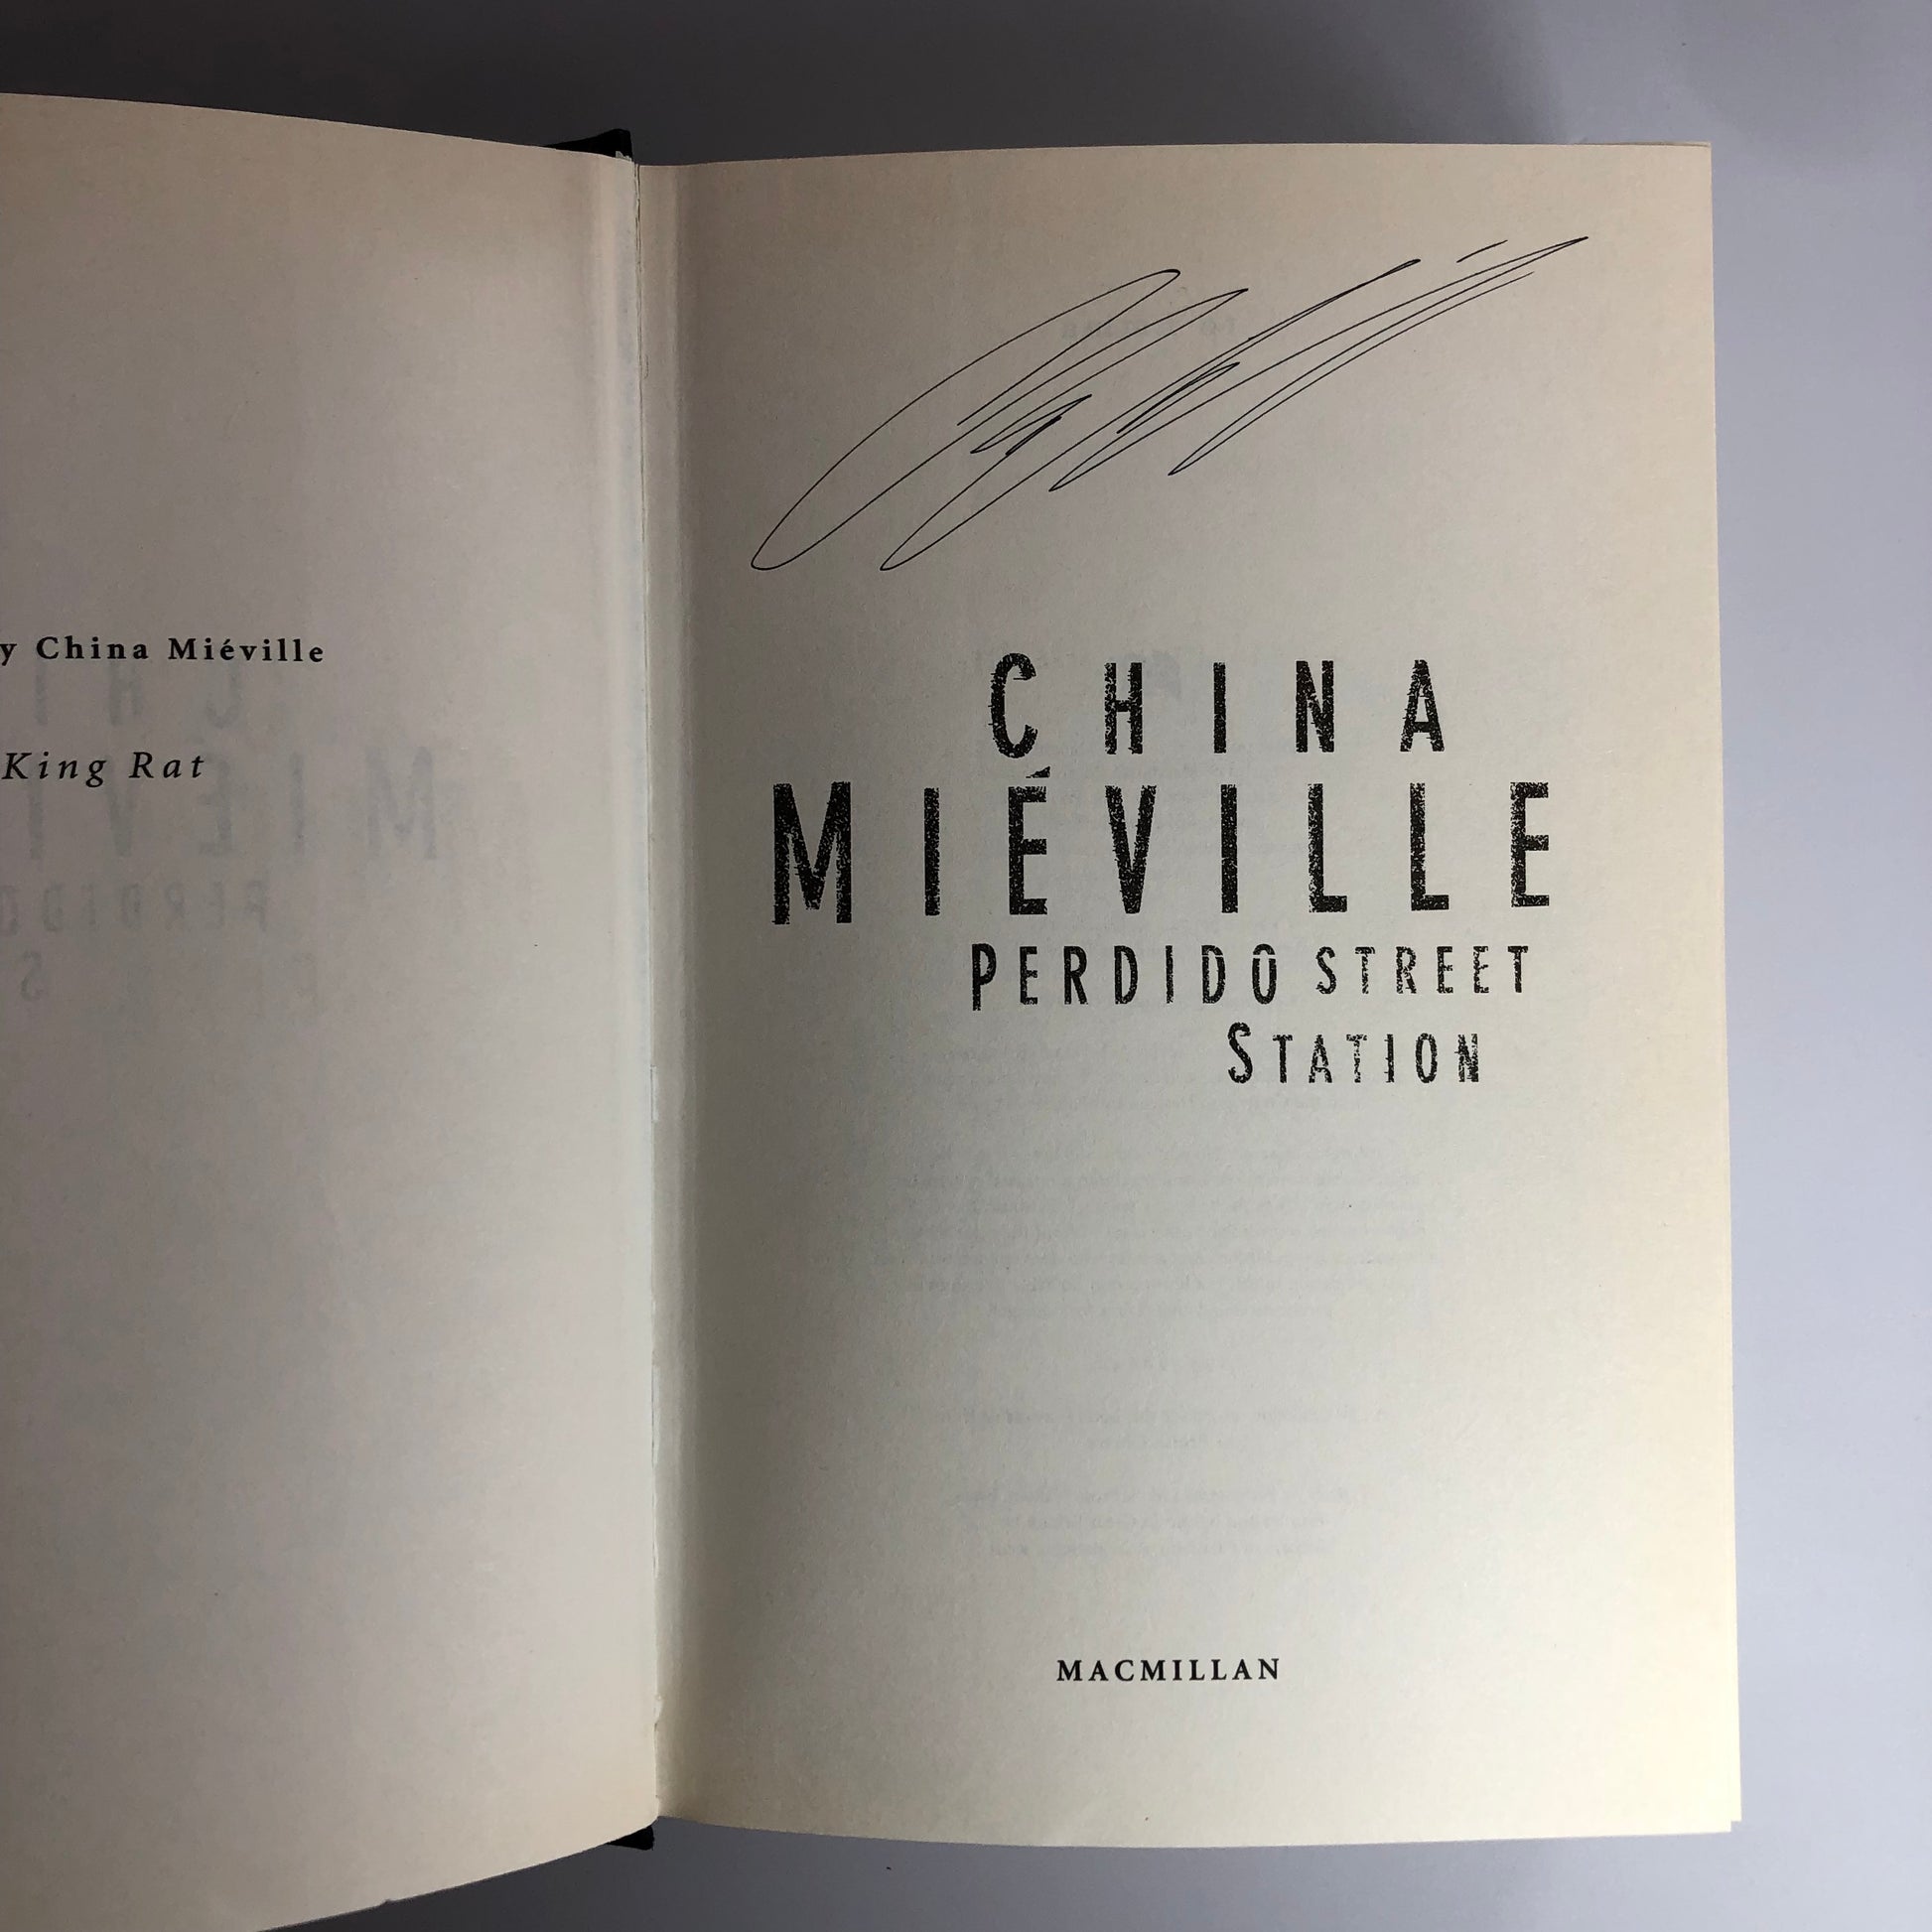 y China Miéville
King Rat
CHINA
MIÉVILLE
PERDIDO STREET
STATION
MACMILLAN